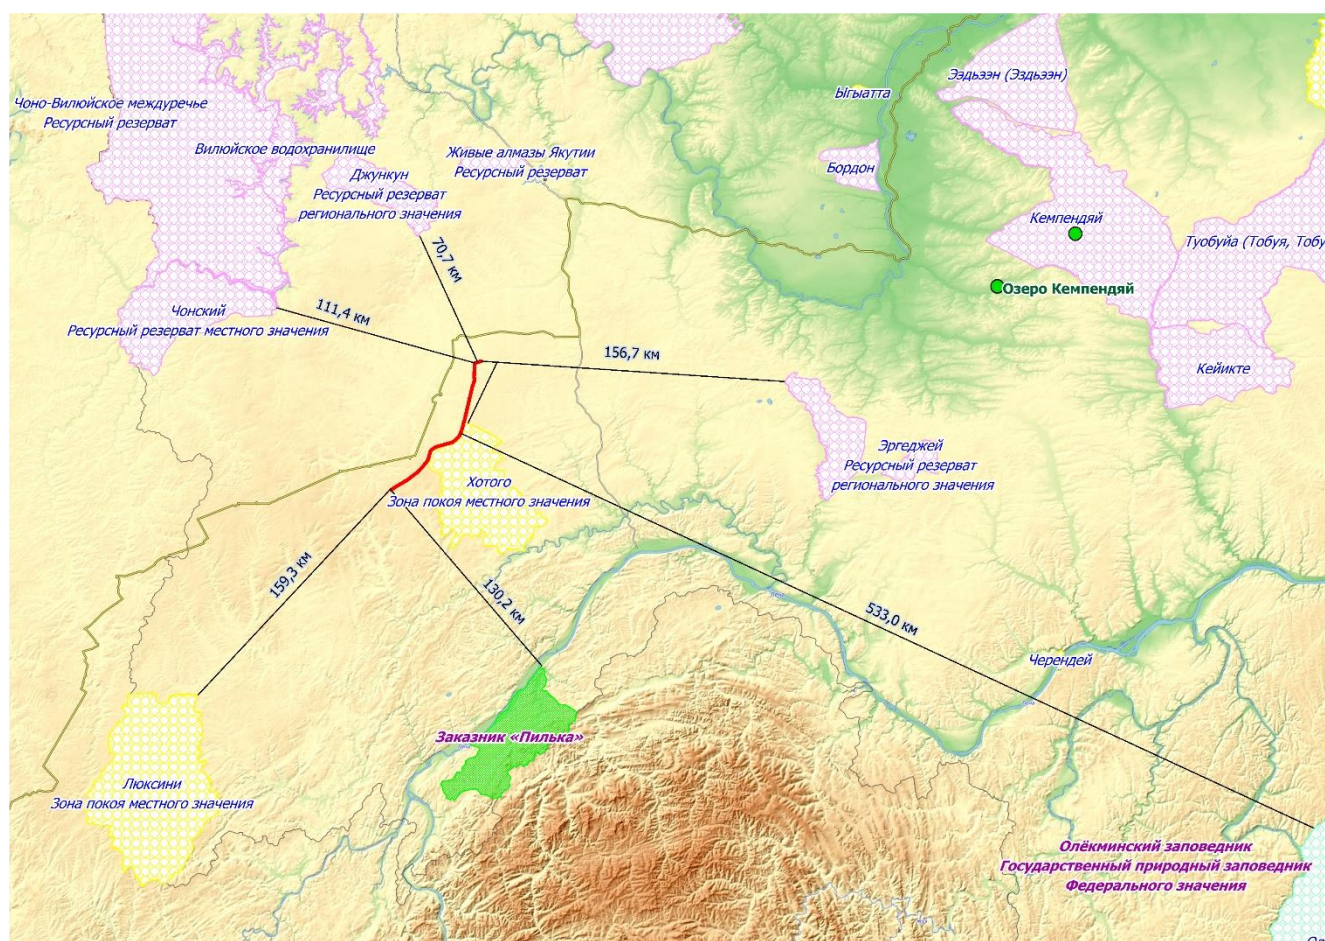 Ээдьээн (Эздьээн)
Ыгыатта
Чоно-Вилюйское междуречье
Ресурсный резерват
Вилюйское водохранилище
Живые алмазы Якутии
Ресурсный резерват
Бордон
Джункун
Ресурсный резерват
регионального значения
Кемпендяй
Туобуйа (Тобуя, Тобу
70,7 км
Озеро Кемпендяй
Чонский
Ресурсный резерват местного значения
111,4 км
156,7 км
Кейикте
Эргеджей
Ресурсный резерват
регионального значения
Хотого
Зона покоя местного значения
159,3 км
130,2 км
533,0 км
Черендей
Заказник «Пилька»
Люксини
Зона покоя местного значения
Олёкминский заповедник
Государственный природный заповедник
Федерального значения